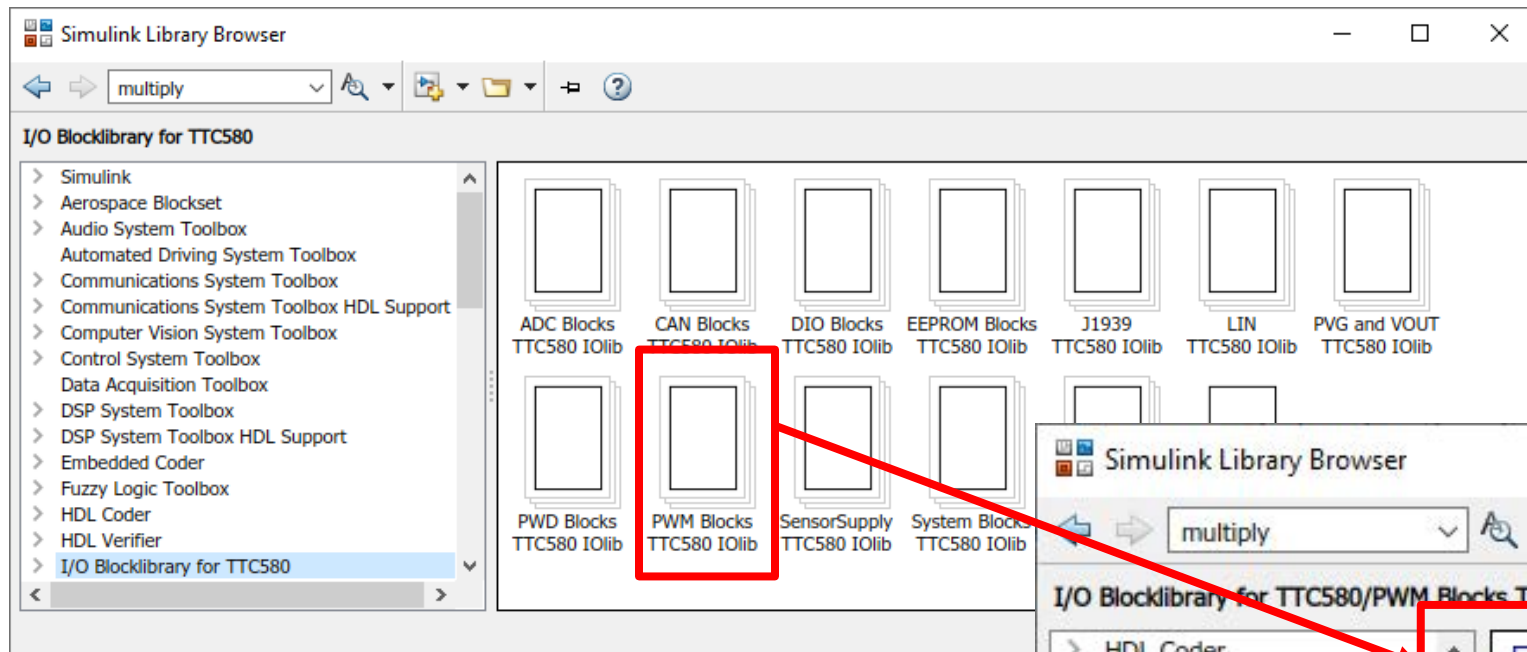 Simulink Library Browser
multiply
I/O Blocklibrary for TTC580
Simulink
Aerospace Blockset
Audio System Toolbox
Automated Driving System Toolbox
Communications System Toolbox
Communications System Toolbox HDL Support
Computer Vision System Toolbox
Control System Toolbox
Data Acquisition Toolbox
DSP System Toolbox
DSP System Toolbox HDL Support
Embedded Coder
Fuzzy Logic Toolbox
HDL Coder
HDL Verifier
I/O Blocklibrary for TTC580
ADC Blocks
TTC580 IOlib
CAN Blocks
TTC580 IOlib
DIO Blocks
TTC580 IOlib
EEPROM Blocks
TTC580 IOlib
J1939
TTC580 IOlib
LIN
TTC580 IOlib
PVG and VOUT
TTC580 IOlib
PWD Blocks
TTC580 IOlib
PWM Blocks
TTC580 IOlib
SensorSupply
TTC580 IOlib
System Blocks
TTC580 IOlib
Simulink Library Browser
multiply
I/O Blocklibrary for TTC580/PWM Blocks T
HDL Coder